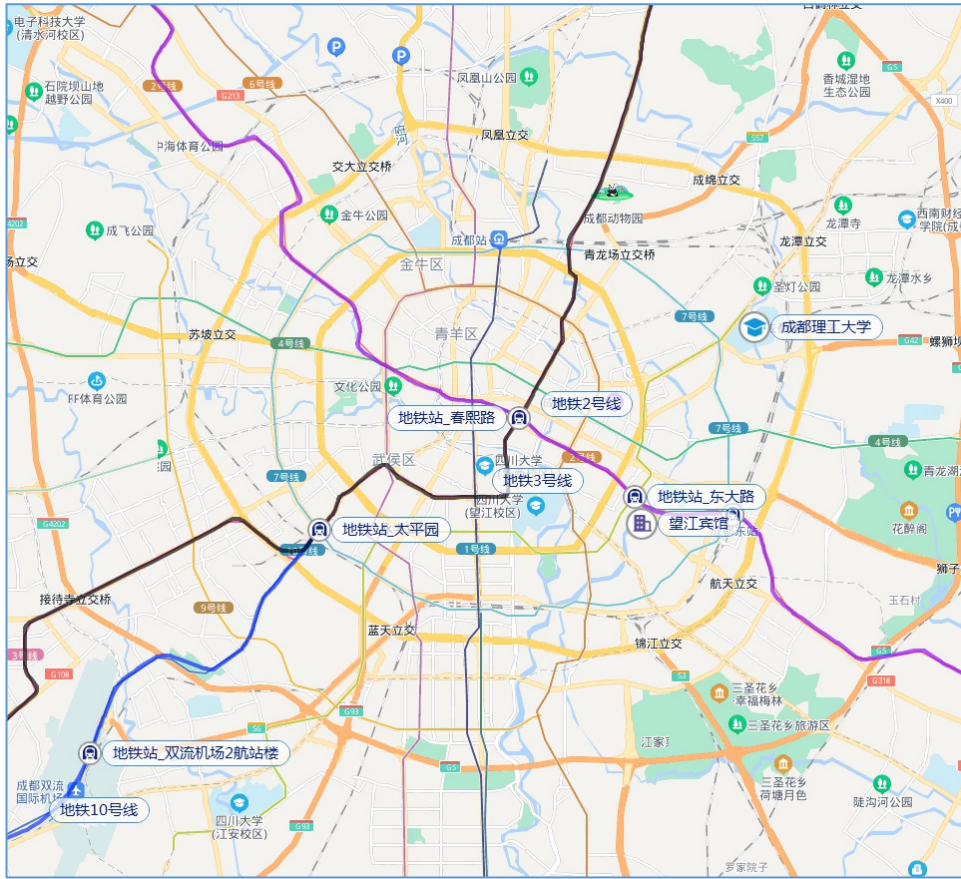 电子科技大学
(清水河校区)
凤凰山公园
香城湿地
生态公园
G5
X400
石院坝山地
越野公园
2号线
G213
6号线
府河
凤凰立交
S57
中海体育公园
交大立交桥
成绵立交
4202
成飞公园
金牛公园
成都动物园
龙潭寺
西南财经
龙潭立交
成都站
青龙场立交桥
金牛区
龙潭水乡
圣灯公园
苏坡立交
青羊区
7号线
成都理工大学
4号线
G42
文化公园
FF体育公园
地铁站_春熙路
地铁2号线
7号线
4号线
武侯区
四川大学
2号线
7号线
地铁3号线
青龙湖
四川大学
(望江校区)
地铁站_东大路
G4202
地铁站_太平园
望江宾馆
东站
花醉阁
1号线
航天立交
狮子
接待寺立交桥
9号线
玉石村
蓝天立交
锦江立交
3号线
G5
G108
S3
G318
三圣花乡
幸福梅林
G93
三圣花乡旅游区
S6
江家
地铁站_双流机场2航站楼
G5
三圣花乡
荷塘月色
成都双流
国际机场
地铁10号线
陡沟河公园
四川大学
(江安校区)
G93
罗家院子